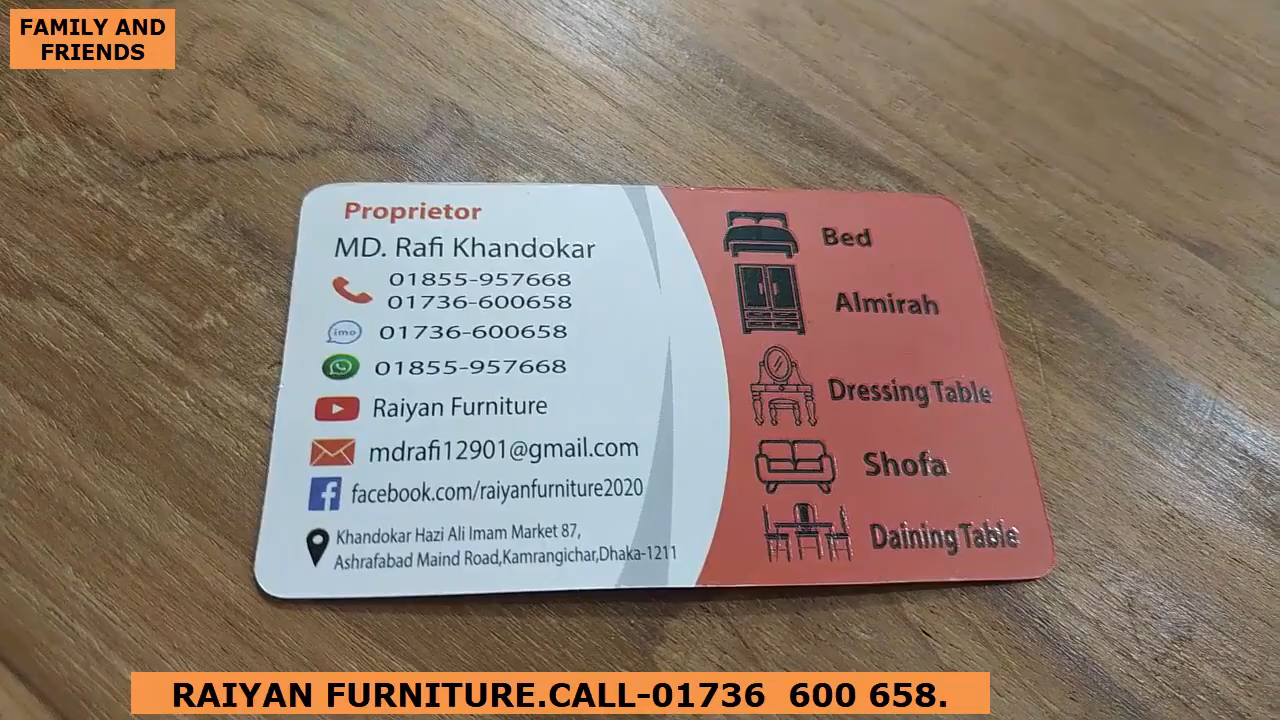 FAMILY AND
FRIENDS
Proprietor
MD. Rafi Khandokar
01855-957668
01736-600658
imo
01736-600658
01855-957668
Raiyan Furniture
mdrafi12901@gmail.com
facebook.com/raiyanfurniture2020
Khandokar Hazi Ali Imam Market 87,
Ashrafabad Maind Road,Kamrangichar,Dhaka-1211
Bed
Almirah
Dressing Table
Shofa
Daining Table
RAIYAN FURNITURE.CALL-01736 600 658.